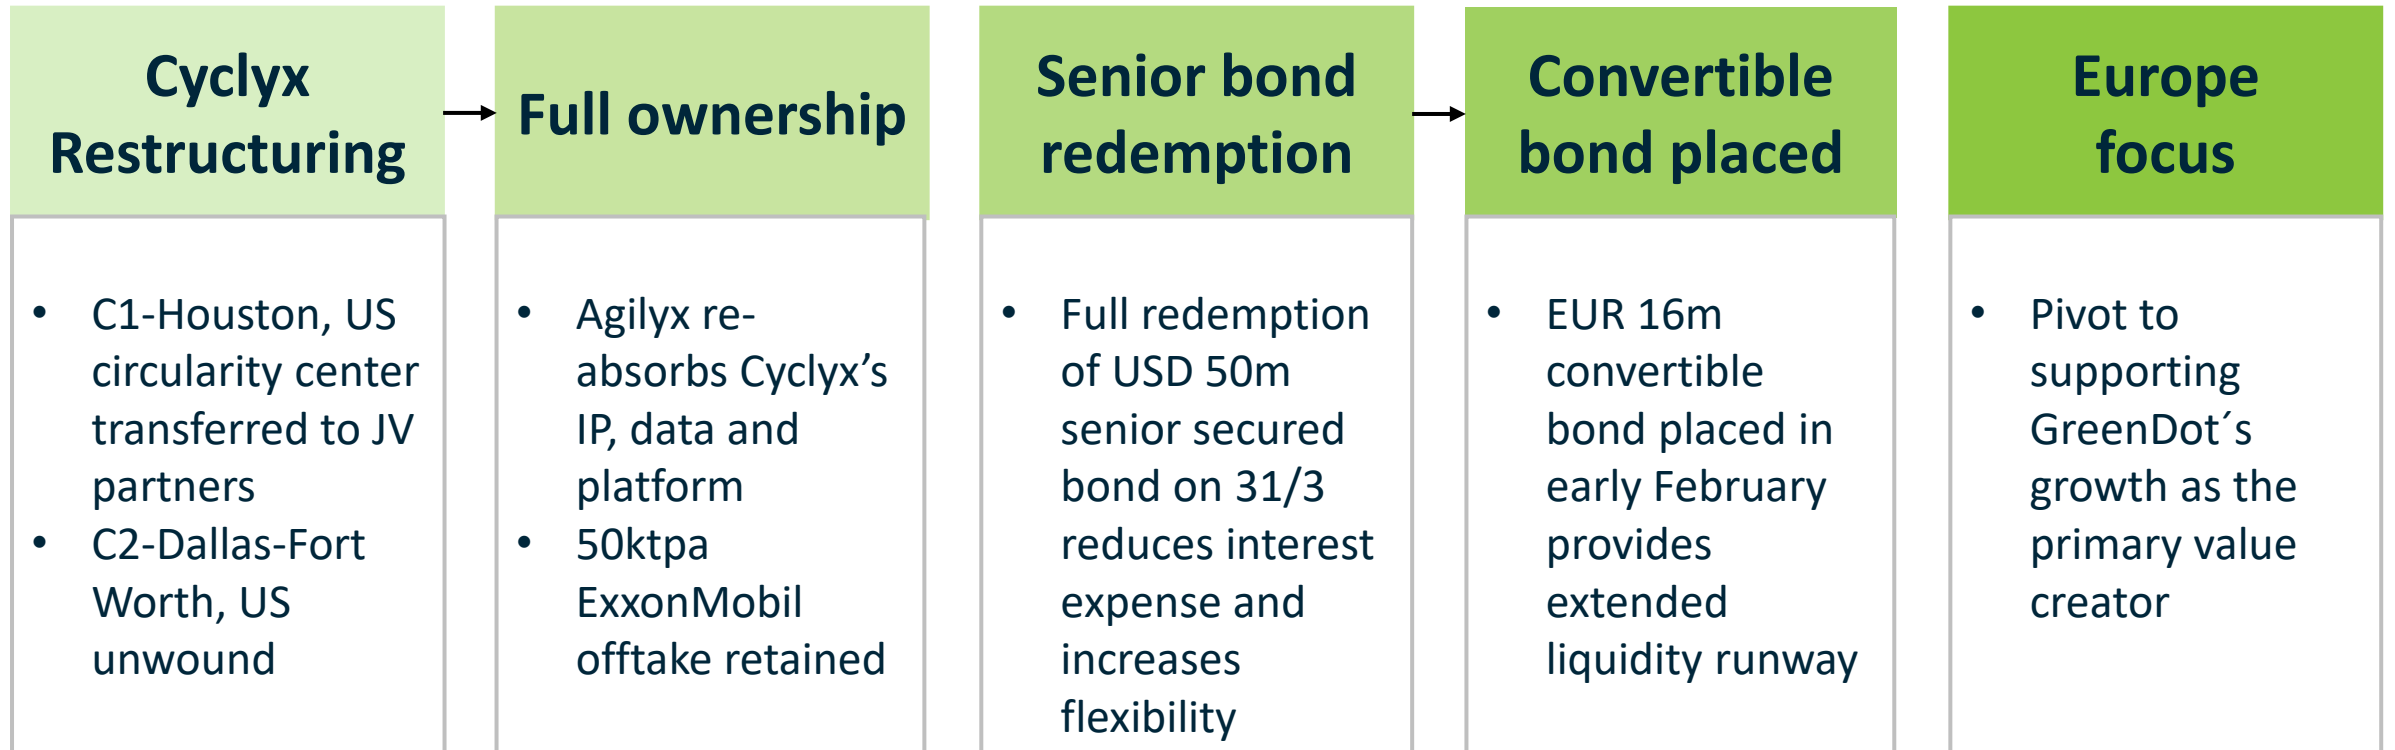 Cyclyx
Restructuring
• C1-Houston, US
circularity center
transferred to JV
partners
• C2-Dallas-Fort
Worth, US
unwound
Full ownership
• Agilyx re-
absorbs Cyclyx’s
IP, data and
platform
• 50ktpa
ExxonMobil
offtake retained
Senior bond
redemption
• Full redemption
of USD 50m
senior secured
bond on 31/3
reduces interest
expense and
increases
flexibility
Convertible
bond placed
• EUR 16m
convertible
bond placed in
early February
provides
extended
liquidity runway
Europe
focus
• Pivot to
supporting
GreenDot´s
growth as the
primary value
creator